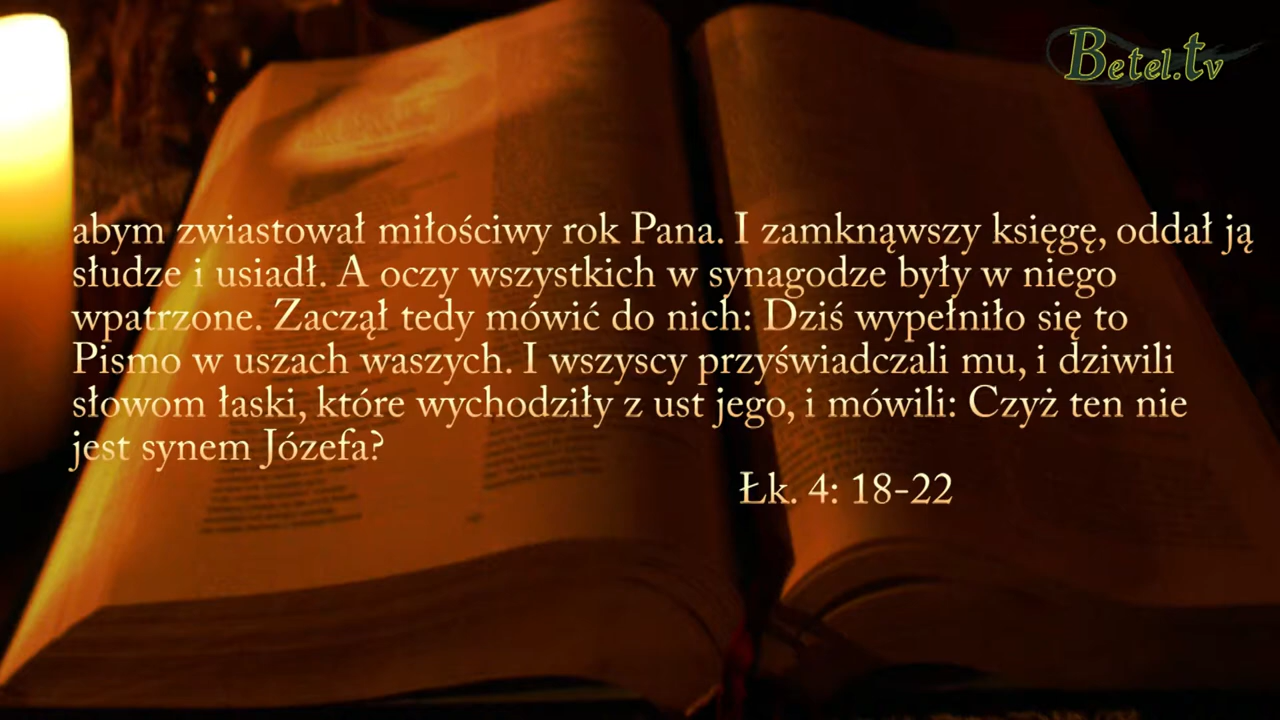 Betel.tv
abym zwiastował miłościwy rok Pana. I zamknąwszy księgę, oddał ją
słudze i usiadł. A oczy wszystkich w synagodze były w niego
wpatrzone. Zaczął tedy mówić do nich: Dziś wypełniło się to
Pismo w uszach waszych. I wszyscy przyświadczali mu, i dziwili
słowom łaski, które wychodziły z ust jego, i mówili: Czyż ten nie
jest synem Józefa?
Łk. 4: 18-22